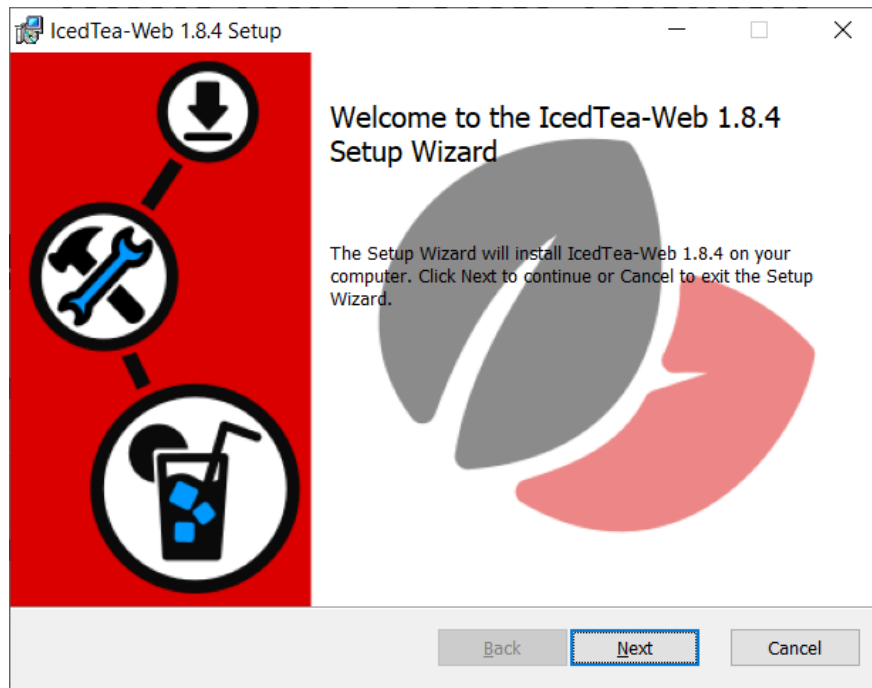 IcedTea-Web 1.8.4 Setup
Welcome to the IcedTea-Web 1.8.4
Setup Wizard
The Setup Wizard will install IcedTea-Web 1.8.4 on your
computer. Click Next to continue or Cancel to exit the Setup
Wizard.
Back Next Cancel